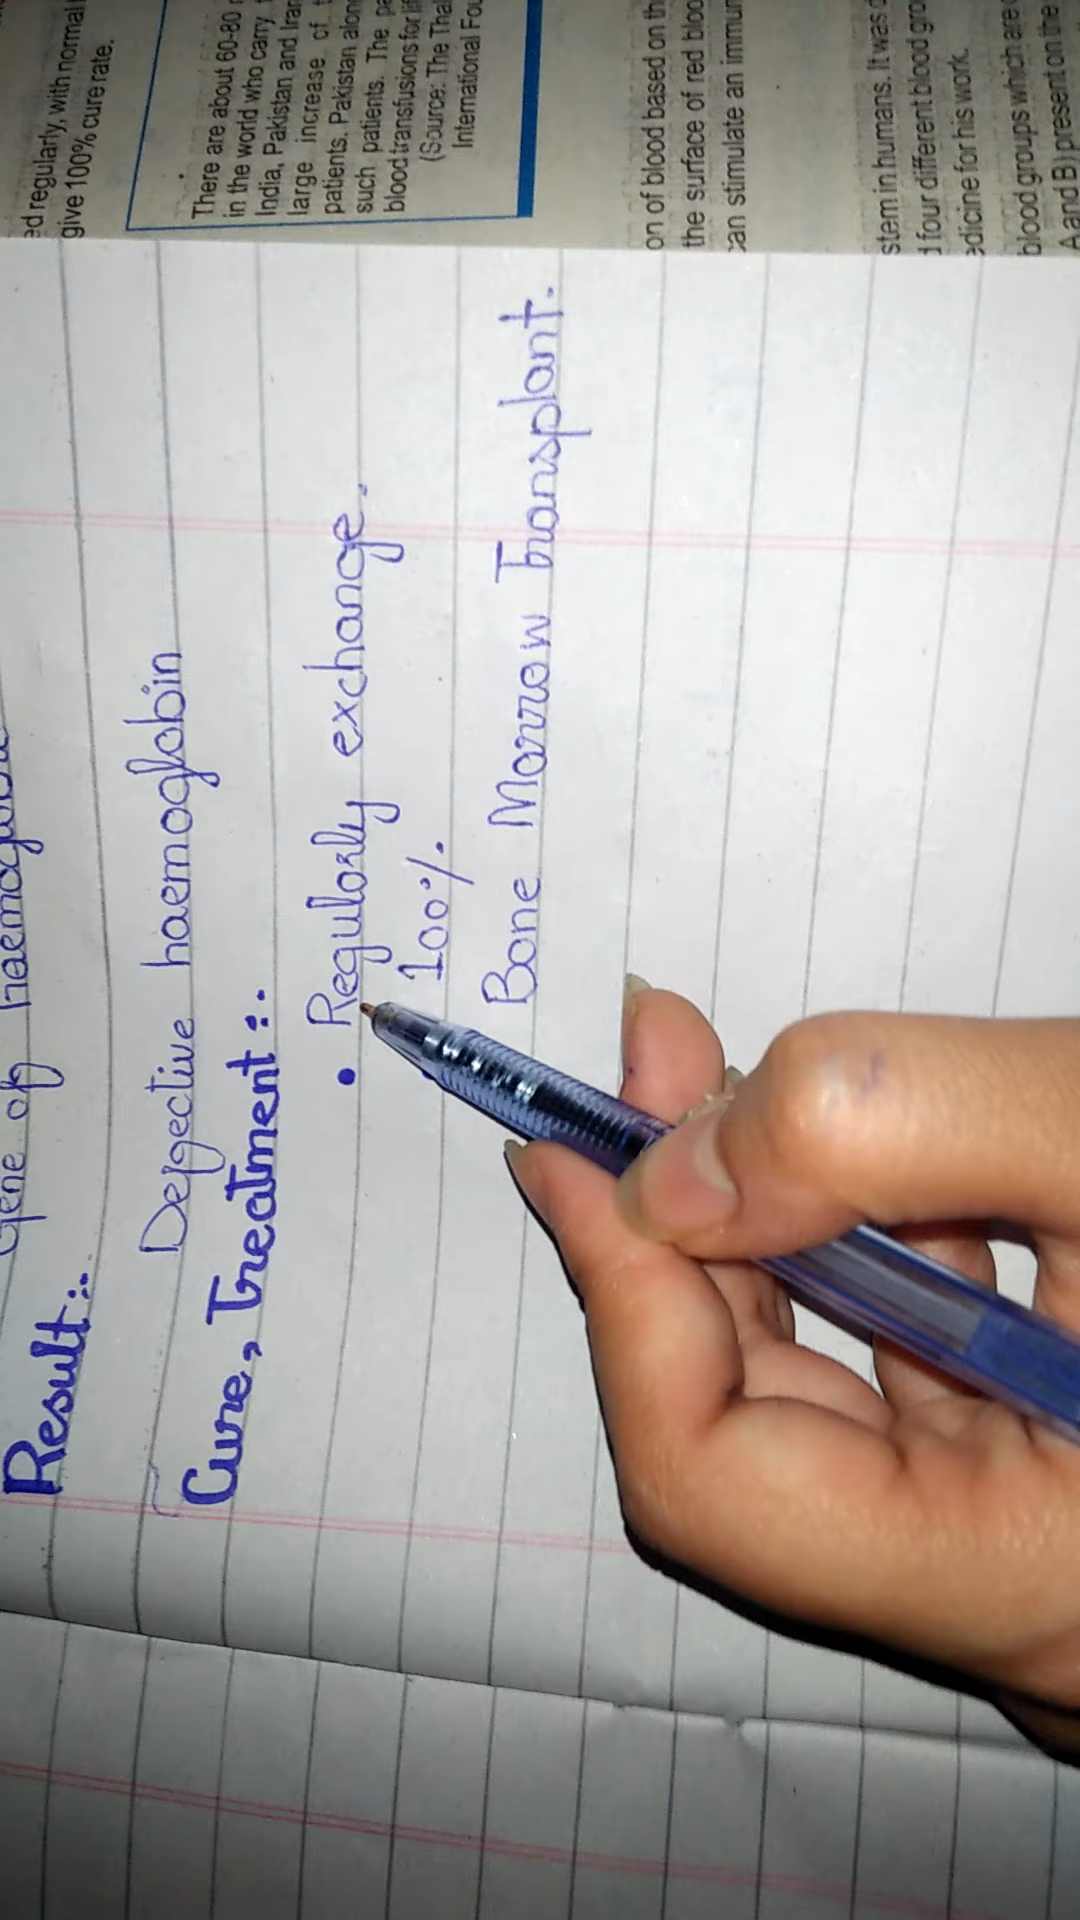 ed regularly, with normal
give 100% cure rate.
There are about 60-80
in the world who carry
India, Pakistan and Iran
large increase of
patients. Pakistan alon
such patients. The pa
blood transfusions for lif
(Source: The Thal
International Fou
on of blood based on th
the surface of red bloo
can stimulate an immun
stem in humans. It was d
d four different blood gro
edicine for his work.
blood groups which are
A and B) present on the
Gene of haemoglobin
Result:-
Defective haemoglobin
Cure, Treatment:-
• Regularly exchange.
100%.
Bone Marrow Transplant.